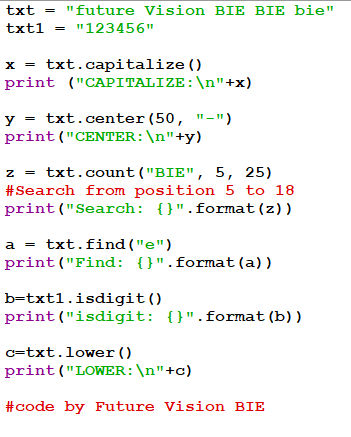 txt = "future Vision BIE BIE bie"
txt1 = "123456"
x = txt.capitalize()
print ("CAPITALIZE:\n"+x)
y = txt.center(50, "-")
print("CENTER:\n"+y)
z = txt.count("BIE", 5, 25)
#Search from position 5 to 18
print("Search: {}".format(z))
a = txt.find("e")
print("Find: {}".format(a))
b=txt1.isdigit()
print("isdigit: {}".format(b))
c=txt.lower()
print("LOWER:\n"+c)
#code by Future Vision BIE